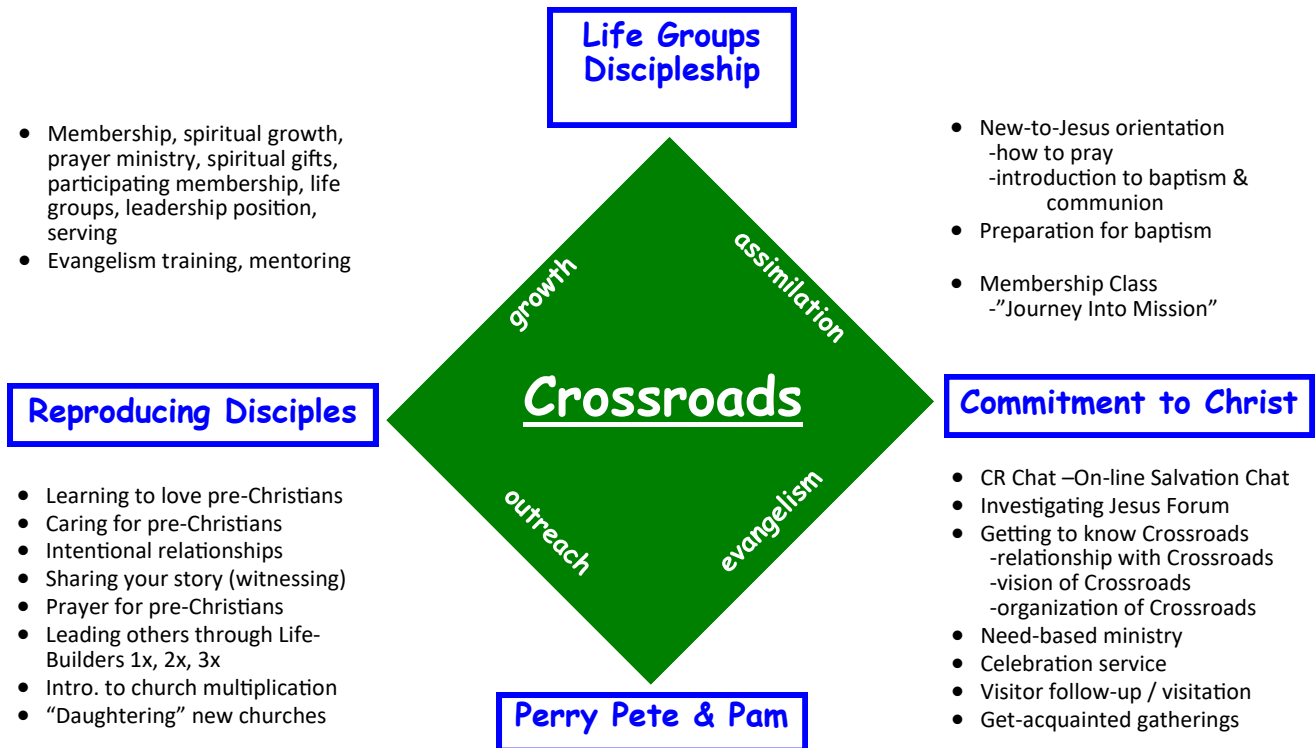 Life Groups
Discipleship
• Membership, spiritual growth,
prayer ministry, spiritual gifts,
participating membership, life
groups, leadership position,
serving
• Evangelism training, mentoring
• New-to-Jesus orientation
-how to pray
-introduction to baptism &
communion
• Preparation for baptism
• Membership Class
-”Journey Into Mission”
growth
assimilation
Crossroads
Reproducing Disciples
Commitment to Christ
outreach
evangelism
• Learning to love pre-Christians
• Caring for pre-Christians
• Intentional relationships
• Sharing your story (witnessing)
• Prayer for pre-Christians
• Leading others through Life-
Builders 1x, 2x, 3x
• Intro. to church multiplication
• “Daughtering” new churches
• CR Chat –On-line Salvation Chat
• Investigating Jesus Forum
• Getting to know Crossroads
-relationship with Crossroads
-vision of Crossroads
-organization of Crossroads
• Need-based ministry
• Celebration service
• Visitor follow-up / visitation
• Get-acquainted gatherings
Perry Pete & Pam